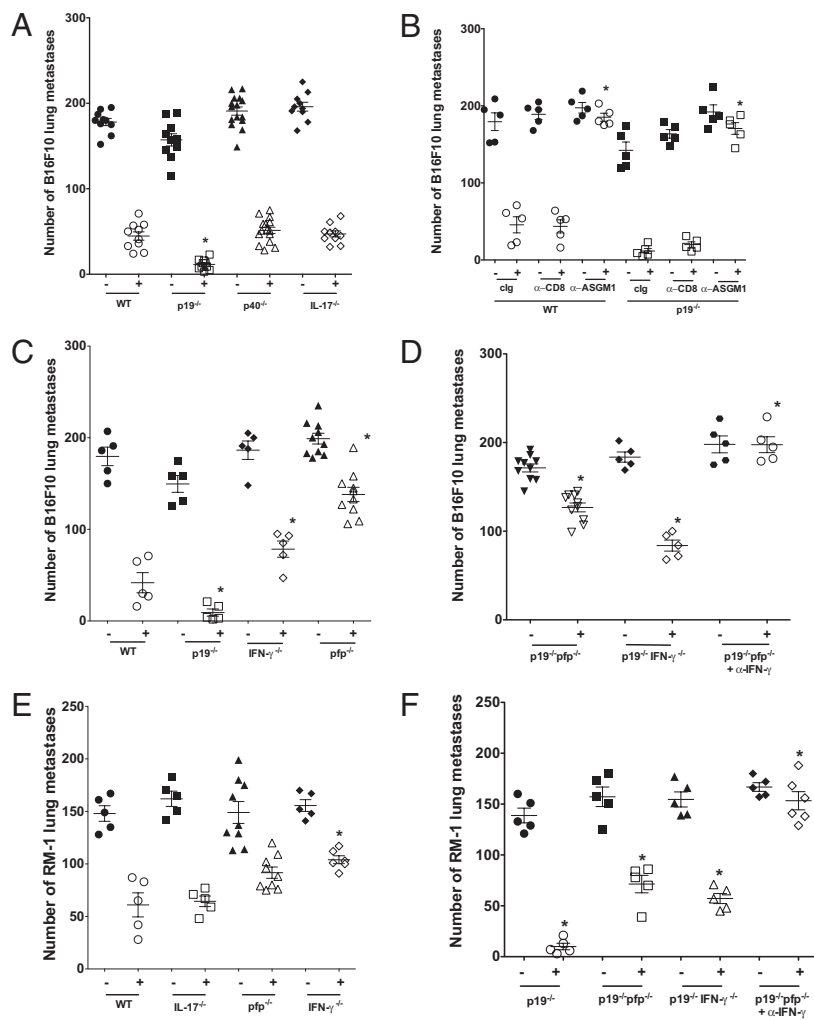 A
Number of B16F10 lung metastases
300
200
100
0
*
- + - + - + - +
WT p19-/- p40-/- IL-17-/-
B
Number of B16F10 lung metastases
300
200
100
0
* *
- + - + - + - + - + - +
cIg α-CD8 α-ASGM1 cIg α-CD8 α-ASGM1
WT p19-/-
C
Number of B16F10 lung metastases
300
200
100
0
* * *
- + - + - + - +
WT p19-/- IFN-γ-/- pfp-/-
D
Number of B16F10 lung metastases
300
200
100
0
* * *
- + - + - +
p19-/-pfp-/- p19-/- IFN-γ-/- p19-/-pfp-/-
+ α-IFN-γ
E
Number of RM-1 lung metastases
250
200
150
100
50
0
*
- + - + - + - +
WT IL-17-/- pfp-/- IFN-γ-/-
F
Number of RM-1 lung metastases
250
200
150
100
50
0
* * * *
- + - + - + - +
p19-/- p19-/-pfp-/- p19-/- IFN-γ-/- p19-/-pfp-/-
+ α-IFN-γ